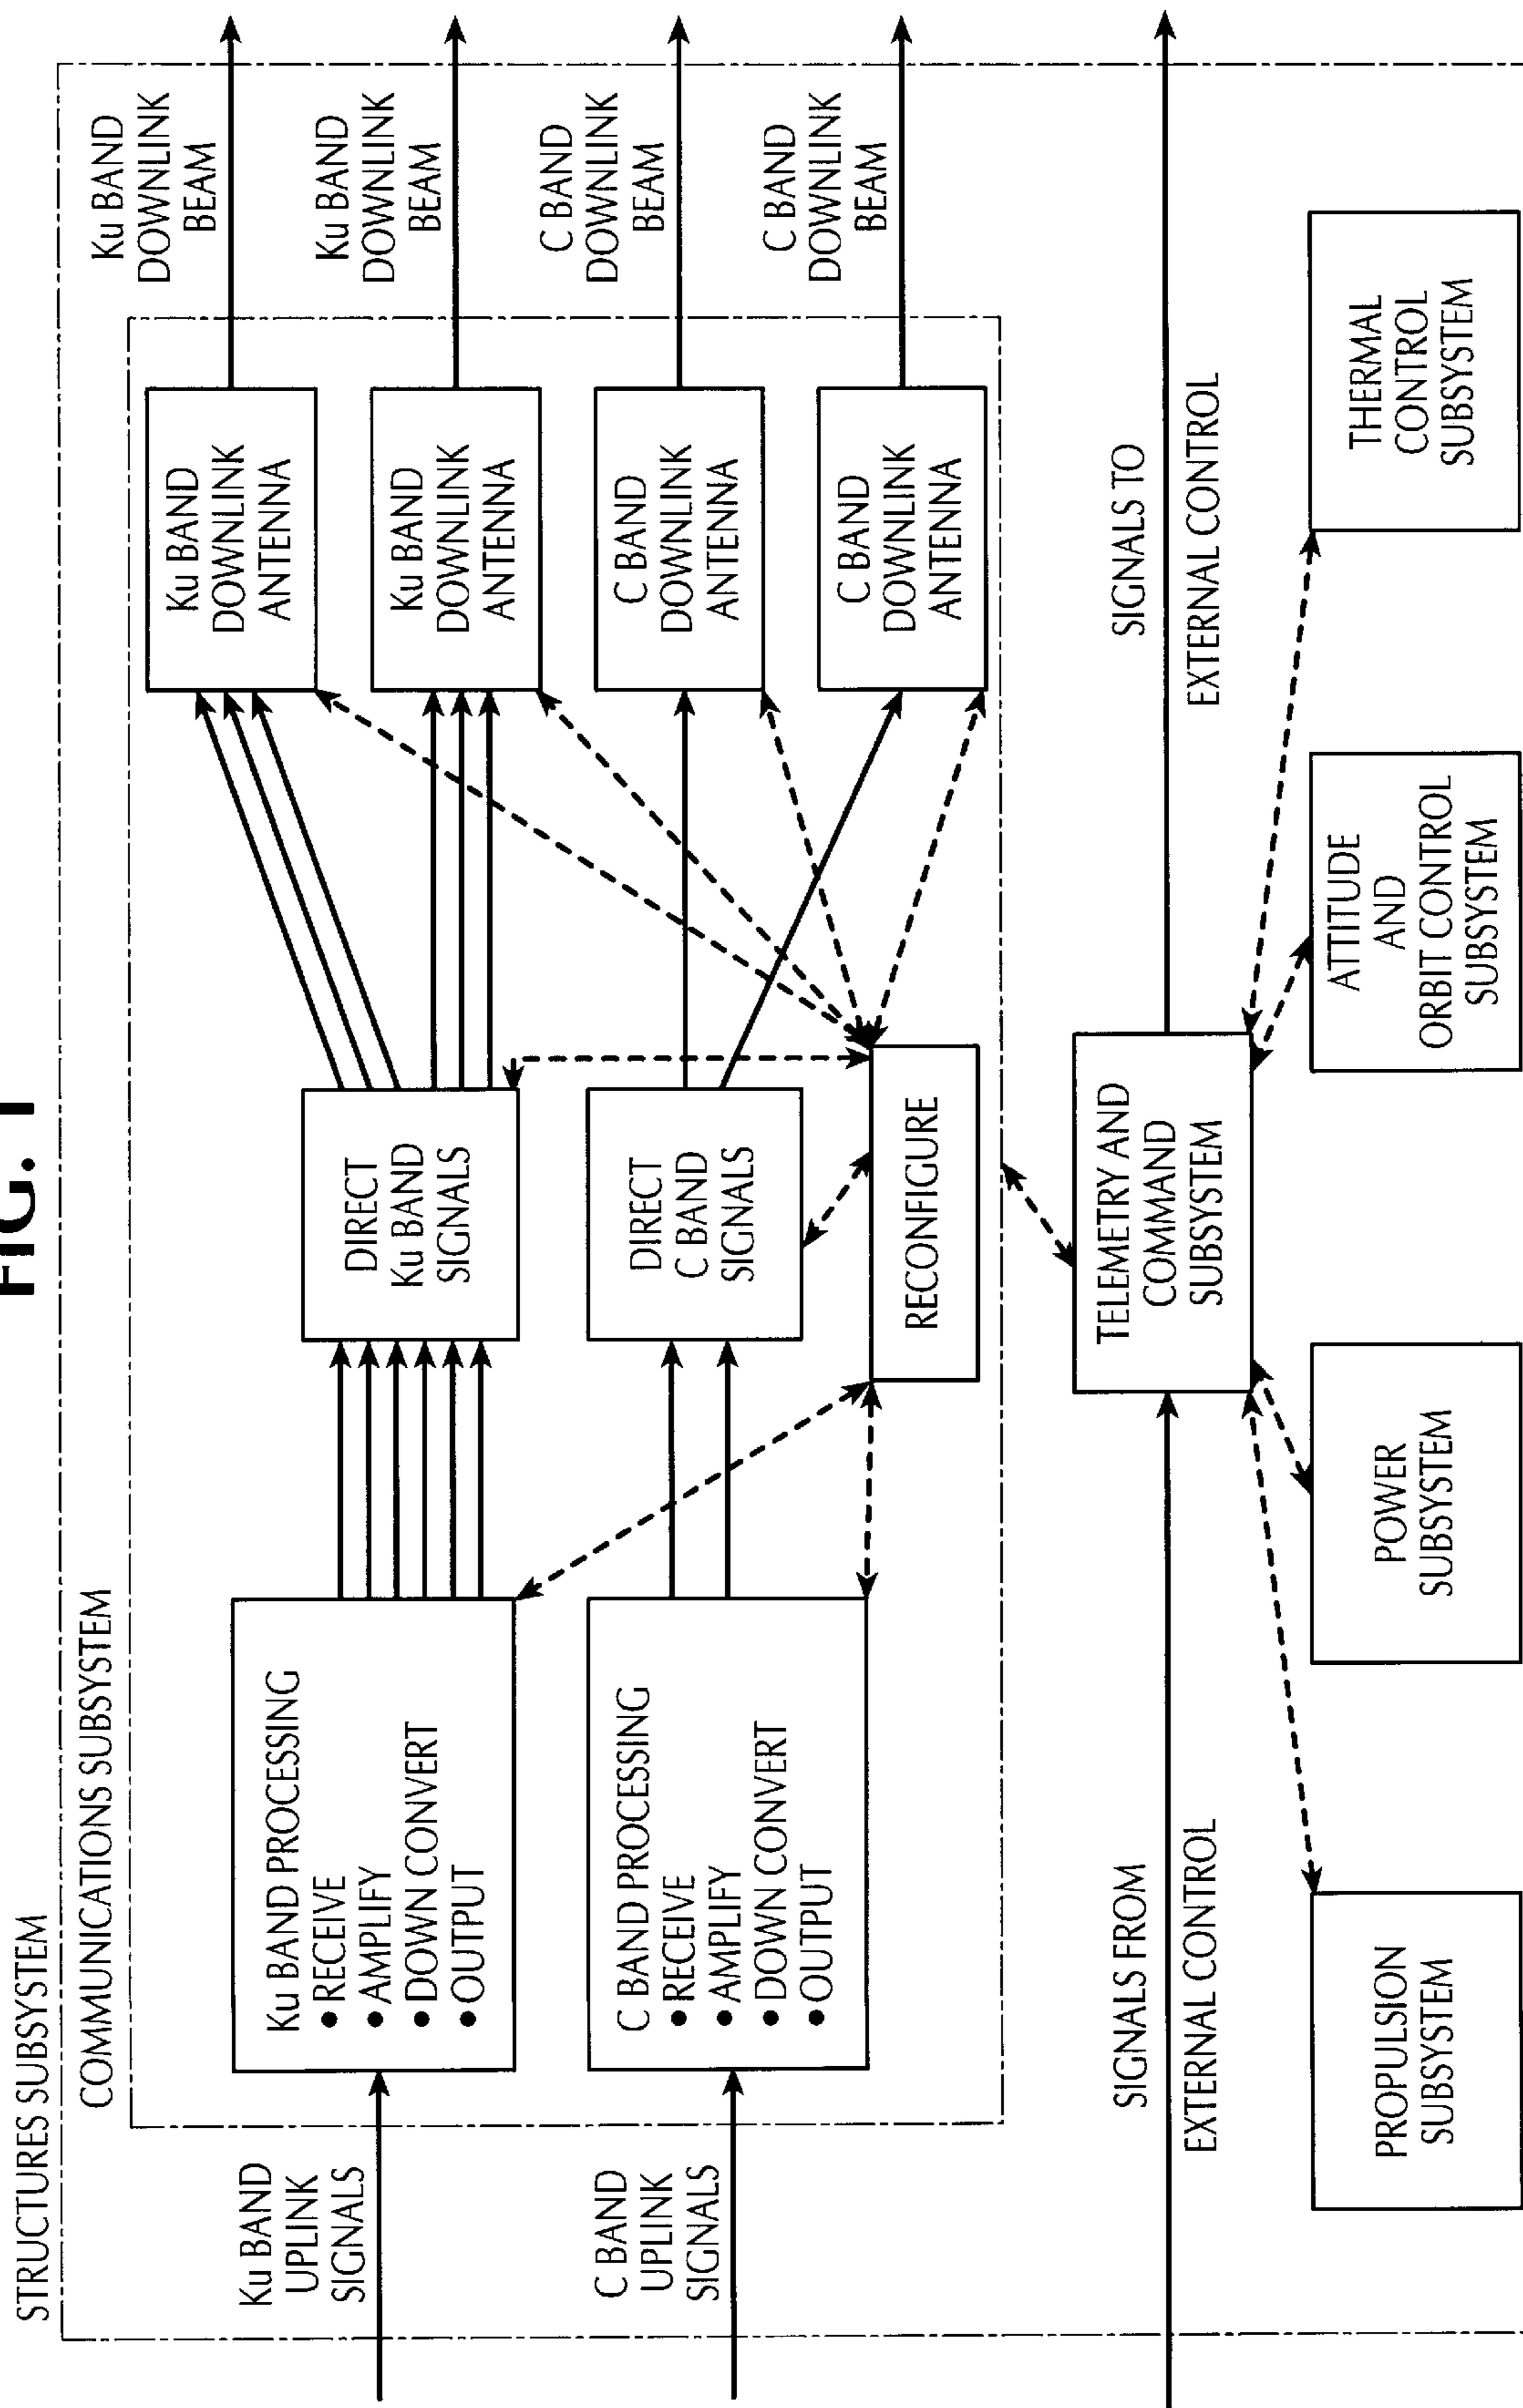 FIG. 1
STRUCTURES SUBSYSTEM
COMMUNICATIONS SUBSYSTEM
Ku BAND
UPLINK
SIGNALS
Ku BAND PROCESSING
• RECEIVE
• AMPLIFY
• DOWN CONVERT
• OUTPUT
DIRECT
Ku BAND
SIGNALS
Ku BAND
DOWNLINK
ANTENNA
Ku BAND
DOWNLINK
BEAM
Ku BAND
DOWNLINK
ANTENNA
Ku BAND
DOWNLINK
BEAM
C BAND
UPLINK
SIGNALS
C BAND PROCESSING
• RECEIVE
• AMPLIFY
• DOWN CONVERT
• OUTPUT
DIRECT
C BAND
SIGNALS
C BAND
DOWNLINK
ANTENNA
C BAND
DOWNLINK
BEAM
C BAND
DOWNLINK
ANTENNA
C BAND
DOWNLINK
BEAM
RECONFIGURE
SIGNALS FROM
EXTERNAL CONTROL
TELEMETRY AND
COMMAND
SUBSYSTEM
SIGNALS TO
EXTERNAL CONTROL
PROPULSION
SUBSYSTEM
POWER
SUBSYSTEM
ATTITUDE
AND
ORBIT CONTROL
SUBSYSTEM
THERMAL
CONTROL
SUBSYSTEM